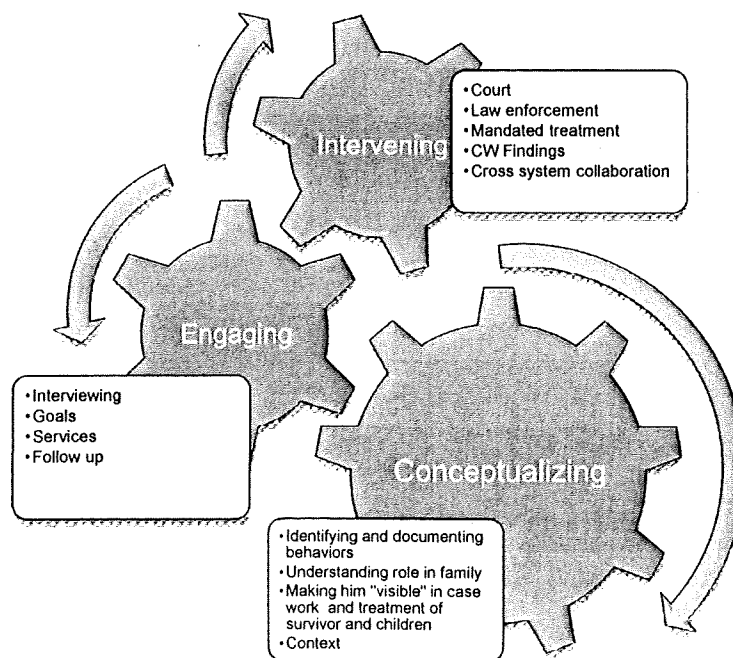 Intervening
•Court
•Law enforcement
•Mandated treatment
•CW Findings
•Cross system collaboration
Engaging
•Interviewing
•Goals
•Services
•Follow up
Conceptualizing
•Identifying and documenting
behaviors
•Understanding role in family
•Making him "visible" in case
work and treatment of
survivor and children
•Context